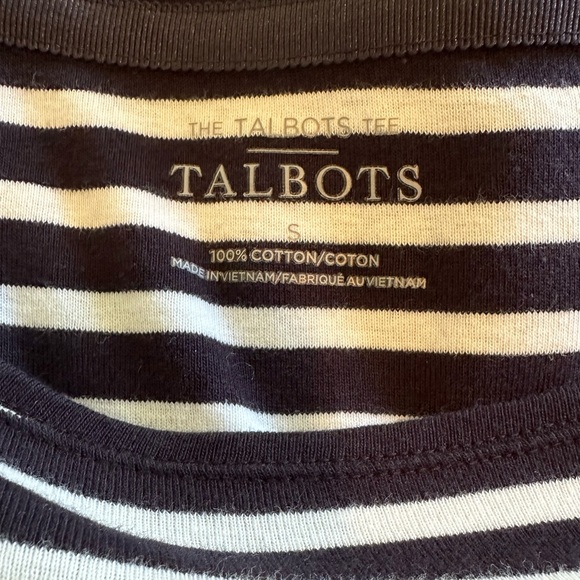 THE TALBOTS TEE
TALBOTS
S
100% COTTON/COTON
MADE IN VIETNAM/FABRIQUÉ AU VIETNAM